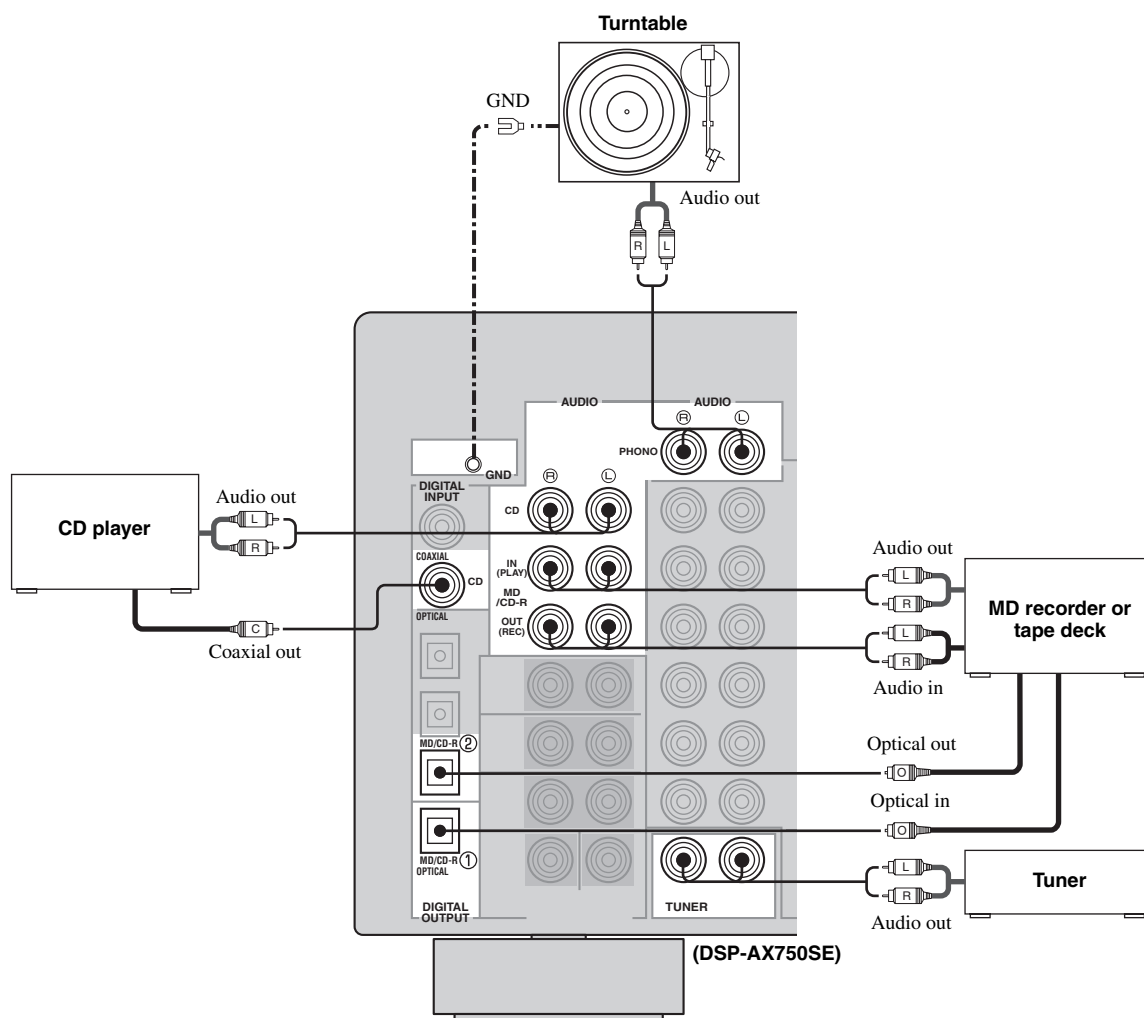 Turntable
GND
Audio out
R L
AUDIO AUDIO
R L
PHONO
GND
R L
DIGITAL
INPUT
Audio out
L
R
CD player
CD
COAXIAL
CD
IN
(PLAY)
MD
/CD-R
OUT
(REC)
OPTICAL
C
Coaxial out
Audio out
L
R
MD recorder or
tape deck
L
R
Audio in
MD/CD-R ②
Optical out
O
Optical in
O
MD/CD-R ①
OPTICAL
DIGITAL
OUTPUT
TUNER
L
R
Audio out
Tuner
(DSP-AX750SE)